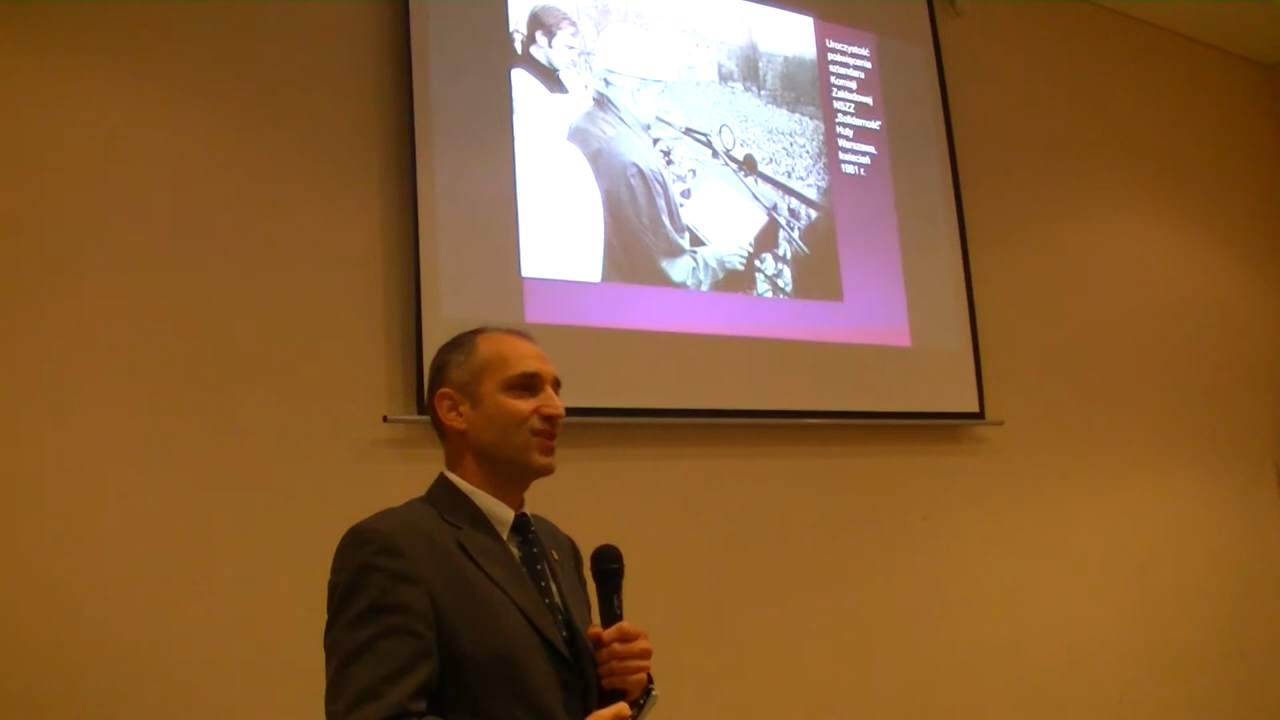 Uroczystość
poświęcenia
sztandaru
Komisji
Zakładowej
NSZZ
„Solidarność”
Huty
Warszawa,
kwiecień
1981 r.